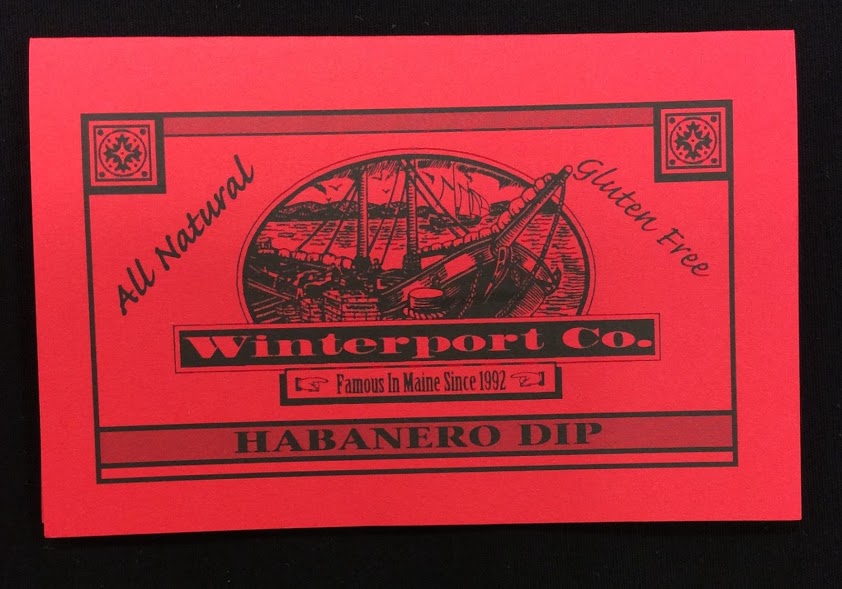 All Natural
Gluten Free
Winterport Co.
Famous In Maine Since 1992
HABANERO DIP